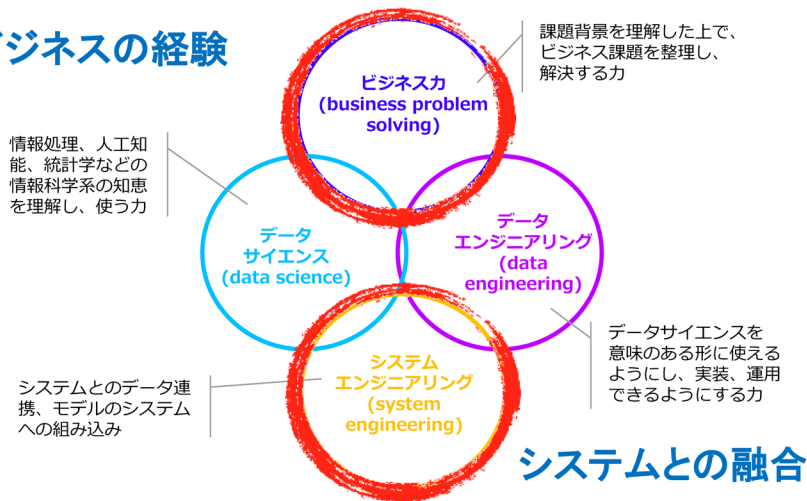 ビジネスの経験
課題背景を理解した上で、
ビジネス課題を整理し、
解決する力
ビジネス力
(business problem
solving)
情報処理、人工知
能、統計学などの
情報科学系の知恵
を理解し、使う力
データ
サイエンス
(data science)
データ
エンジニアリング
(data
engineering)
データサイエンスを
意味のある形に使える
ようにし、実装、運用
できるようにする力
システム
エンジニアリング
(system
engineering)
システムとのデータ連
携、モデルのシステム
への組み込み
システムとの融合